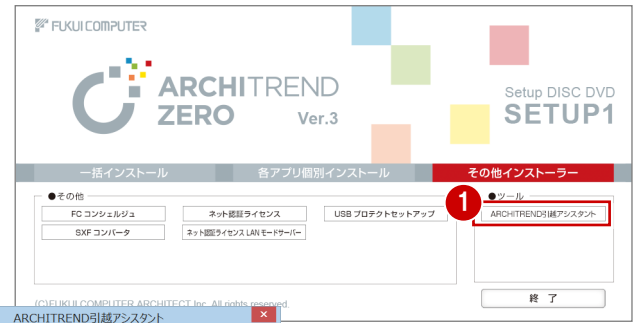 FUKUI COMPUTER
ARCHITREND
ZERO Ver.3
Setup DISC DVD
SETUP1
一括インストール 各アプリ個別インストール その他インストーラー
●その他
FC コンシェルジュ ネット認証ライセンス USB プロテクトセットアップ
SXF コンバータ ネット認証ライセンス LAN モードサーバー
1
●ツール
ARCHITREND引越アシスタント
終 了
(C)FUKUI COMPUTER ARCHITECT Inc. All rights reserved.
ARCHITREND引越アシスタント ×